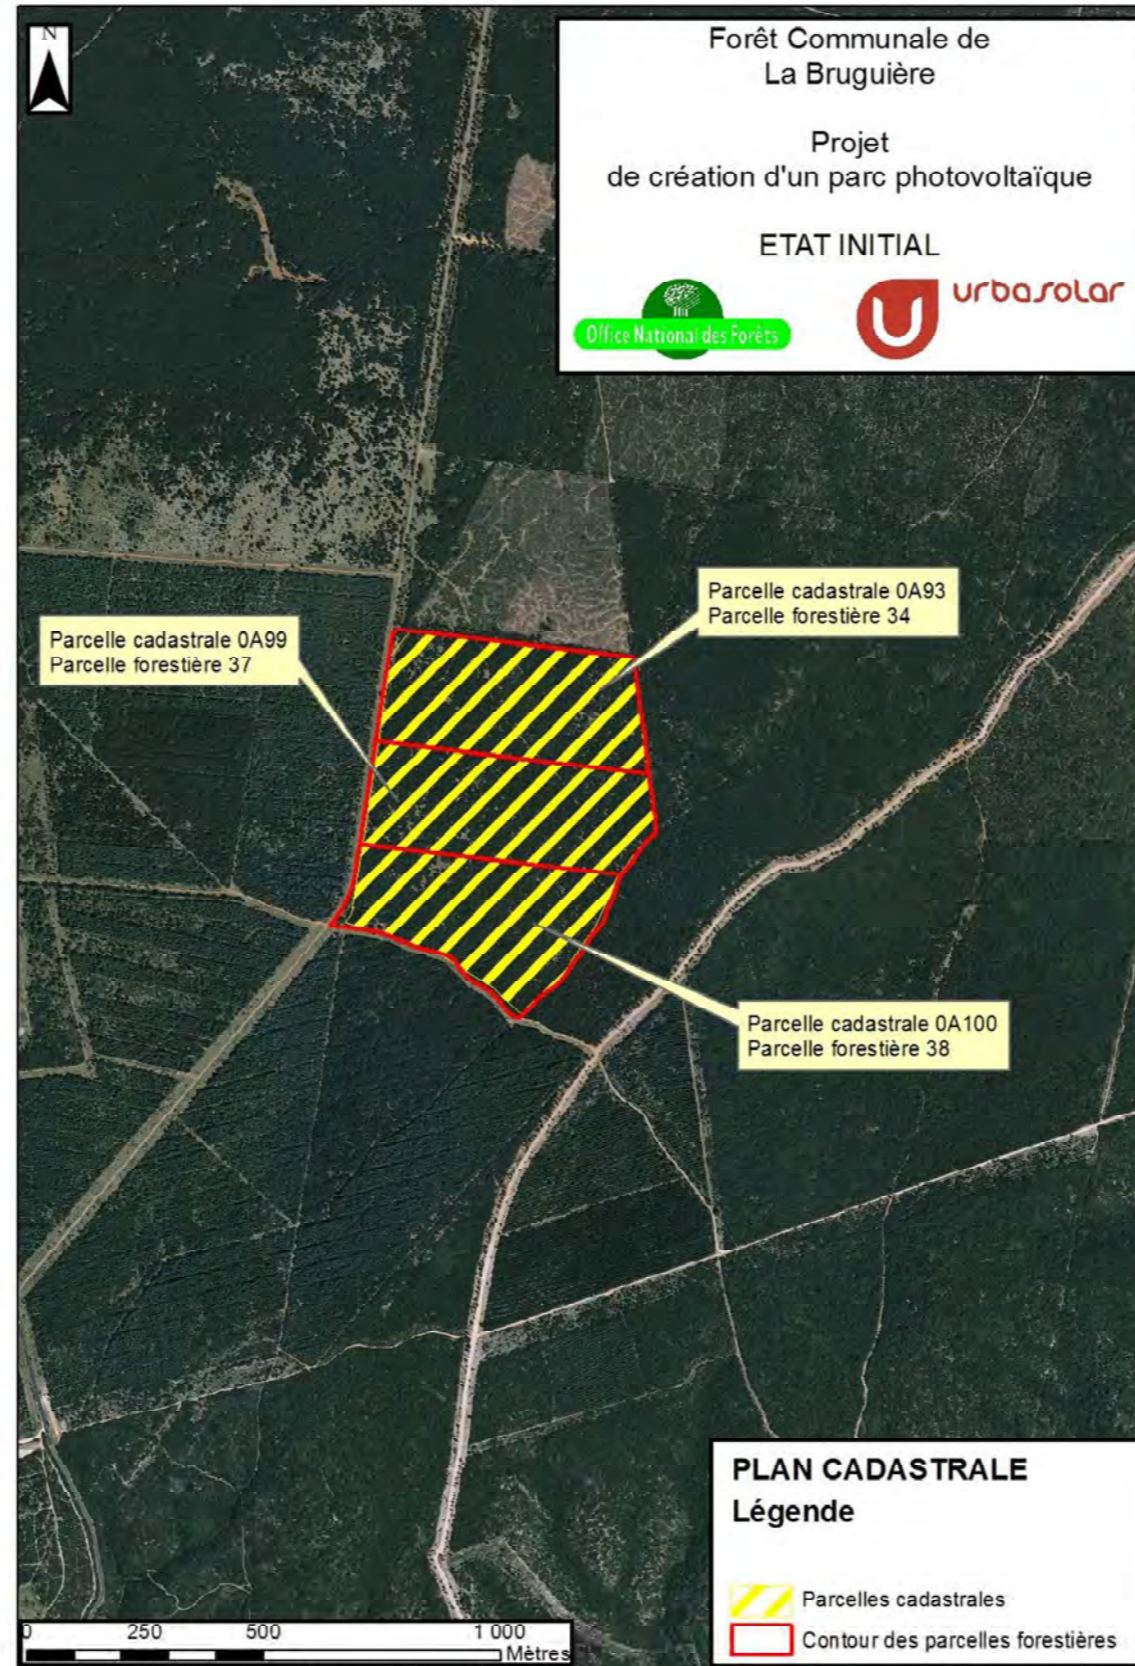 N
Forêt Communale de
La Bruguière
Projet
de création d'un parc photovoltaïque
ETAT INITIAL
Office National des Forêts
urbasolar
Parcelle cadastrale 0A93
Parcelle forestière 34
Parcelle cadastrale 0A99
Parcelle forestière 37
Parcelle cadastrale 0A100
Parcelle forestière 38
PLAN CADASTRALE
Légende
Parcelles cadastrales
Contour des parcelles forestières
0 250 500 1 000
Mètres